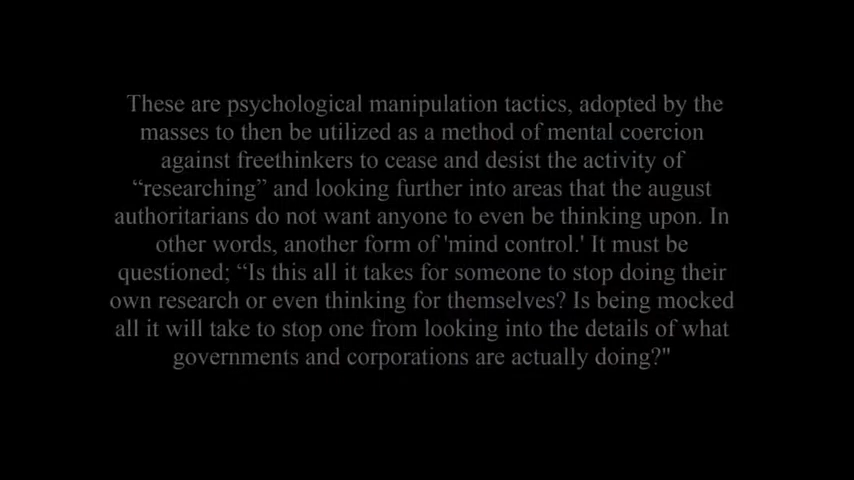 These are psychological manipulation tactics, adopted by the
masses to then be utilized as a method of mental coercion
against freethinkers to cease and desist the activity of
“researching” and looking further into areas that the august
authoritarians do not want anyone to even be thinking upon. In
other words, another form of 'mind control.' It must be
questioned; “Is this all it takes for someone to stop doing their
own research or even thinking for themselves? Is being mocked
all it will take to stop one from looking into the details of what
governments and corporations are actually doing?"